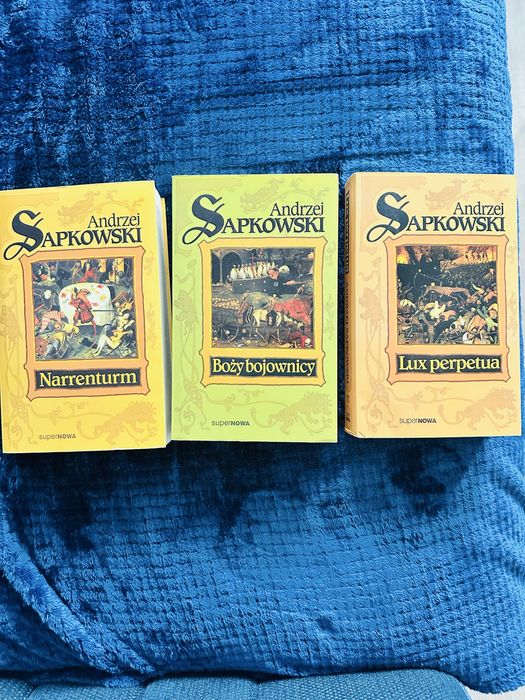 Andrzej
SAPKOWSKI
Narrenturm
superNOWA
Andrzej
SAPKOWSKI
Boży bojownicy
superNOWA
Andrzej
SAPKOWSKI
Lux perpetua
superNOWA